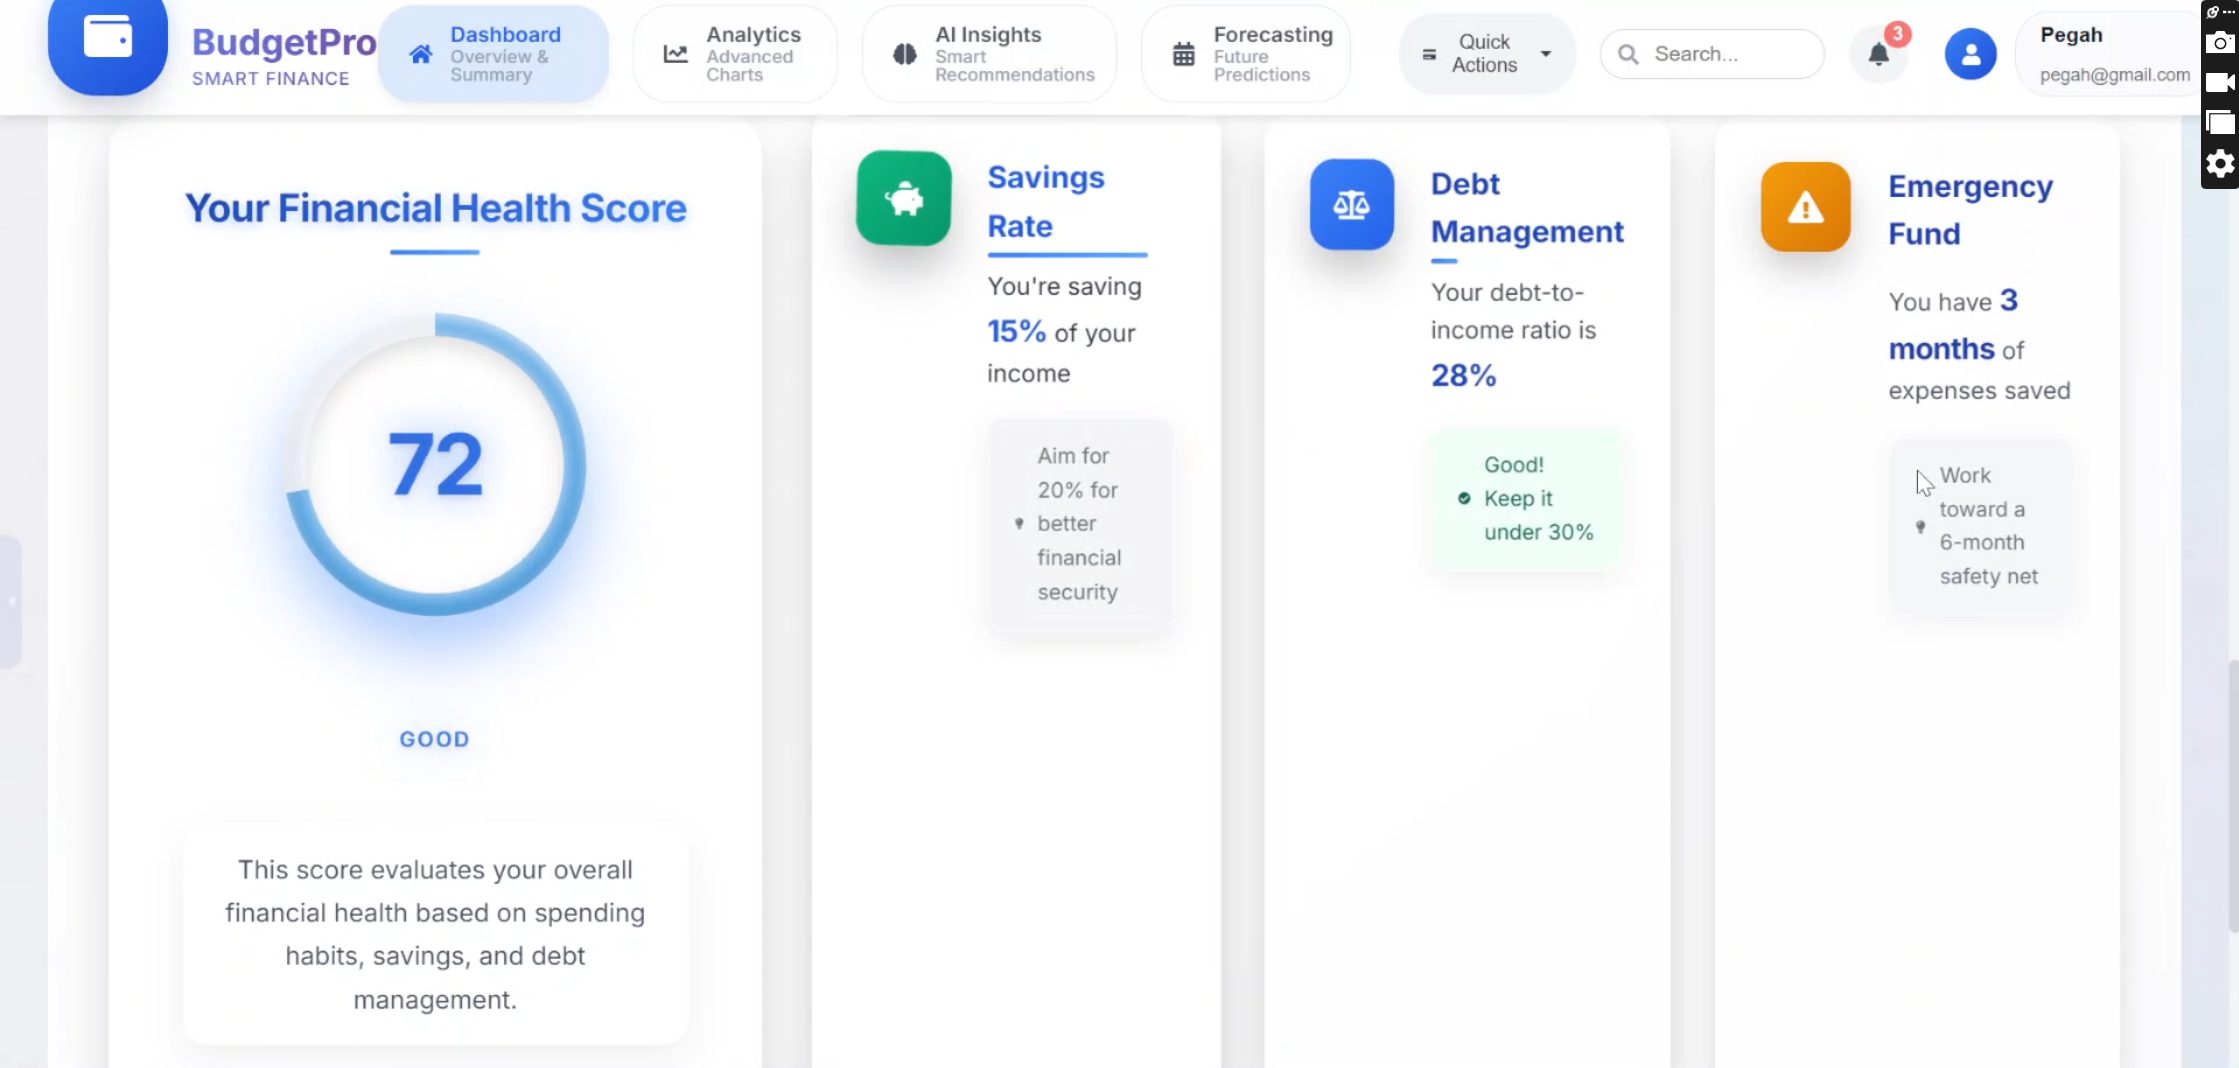 BudgetPro
SMART FINANCE
Dashboard
Overview &
Summary
Analytics
Advanced
Charts
AI Insights
Smart
Recommendations
Forecasting
Future
Predictions
Quick
Actions
Search...
3
Pegah
pegah@gmail.com
Your Financial Health Score
72
GOOD
This score evaluates your overall
financial health based on spending
habits, savings, and debt
management.
Savings
Rate
You're saving
15% of your
income
Aim for
20% for
better
financial
security
Debt
Management
Your debt-to-
income ratio is
28%
Good!
Keep it
under 30%
Emergency
Fund
You have 3
months of
expenses saved
Work
toward a
6-month
safety net